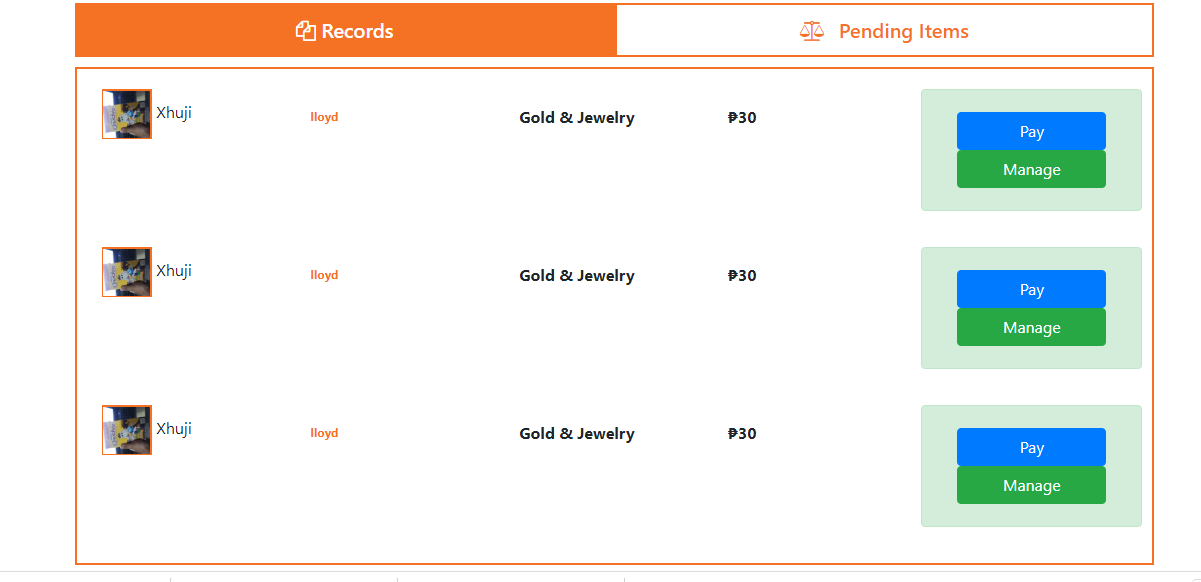 Records
Pending Items
Xhuji
lloyd
Gold & Jewelry
₱30
Pay
Manage
Xhuji
lloyd
Gold & Jewelry
₱30
Pay
Manage
Xhuji
lloyd
Gold & Jewelry
₱30
Pay
Manage